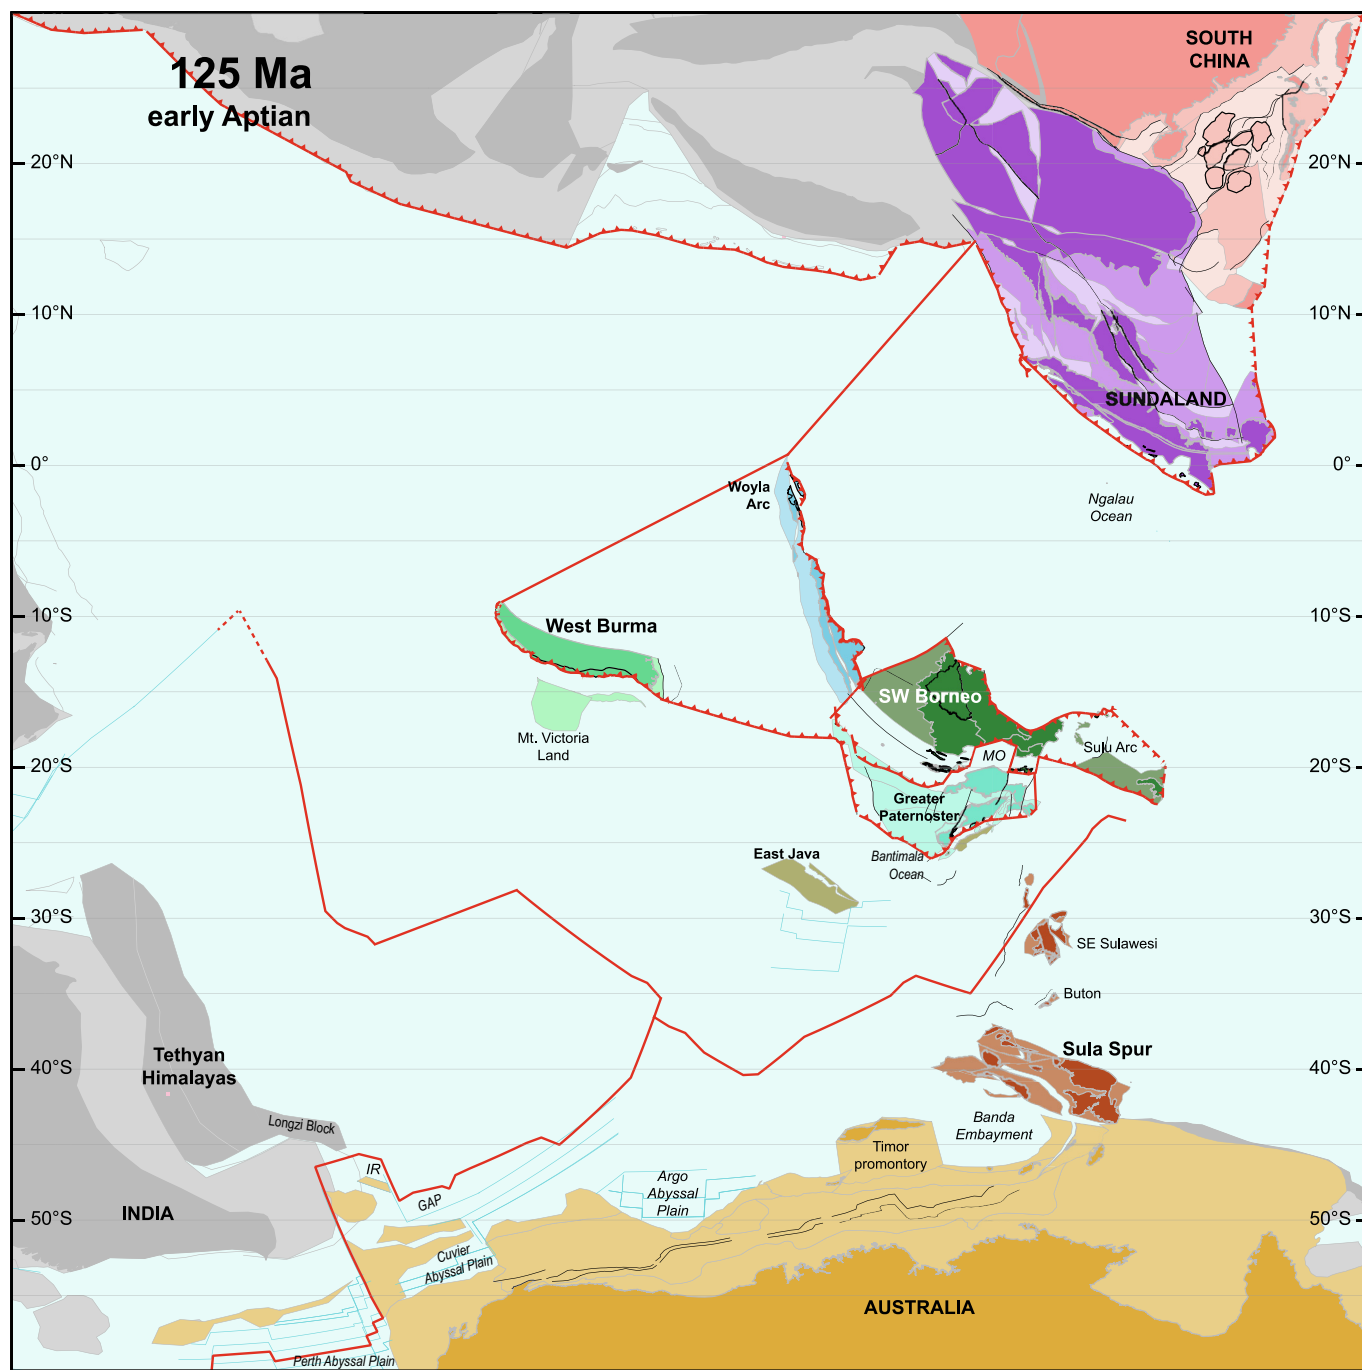 SOUTH
CHINA
125 Ma
early Aptian
20°N
20°N
10°N
10°N
SUNDALAND
0°
0°
Woyla
Arc
Ngalau
Ocean
10°S
10°S
West Burma
SW Borneo
Mt. Victoria
Land
MO
Sulu Arc
20°S
20°S
Greater
Paternoster
East Java
Bantimala
Ocean
30°S
30°S
SE Sulawesi
Buton
Tethyan
Himalayas
Sula Spur
40°S
40°S
Longzi Block
Banda
Embayment
Timor
promontory
IR
GAP
Argo
Abyssal
Plain
INDIA
50°S
50°S
Cuvier
Abyssal Plain
AUSTRALIA
Perth Abyssal Plain